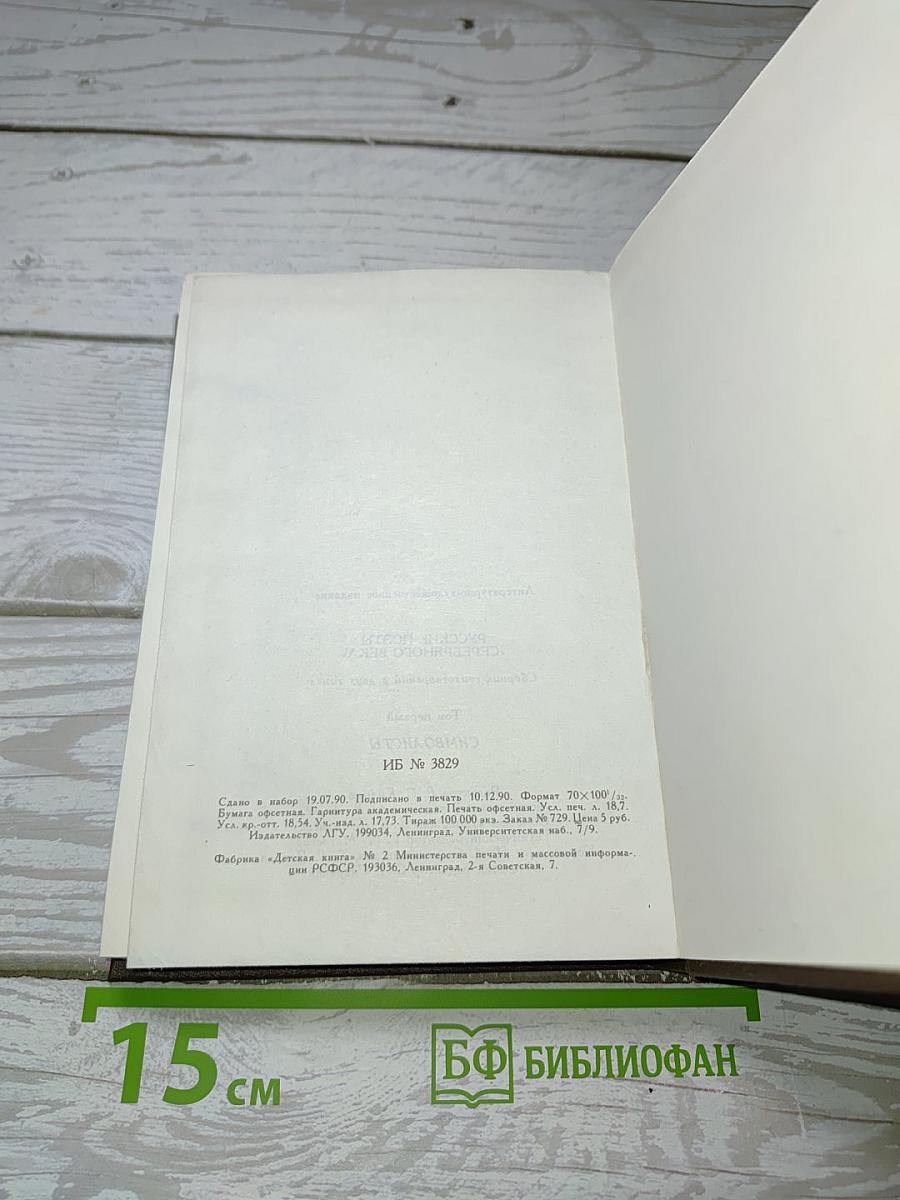 ИБ № 3829
Сдано в набор 19.07.90. Подписано в печать 10.12.90. Формат 70×100¹/₃₂.
Бумага офсетная. Гарнитура академическая. Печать офсетная. Усл. печ. л. 18,7.
Усл. кр.-отт. 18,54. Уч.-изд. л. 17,73. Тираж 100 000 экз. Заказ № 729. Цена 5 руб.
Издательство ЛГУ. 199034, Ленинград, Университетская наб., 7/9.
Фабрика «Детская книга» № 2 Министерства печати и массовой информа-
ции РСФСР. 193036, Ленинград, 2-я Советская, 7.
15 см
БФ БИБЛИОФАН